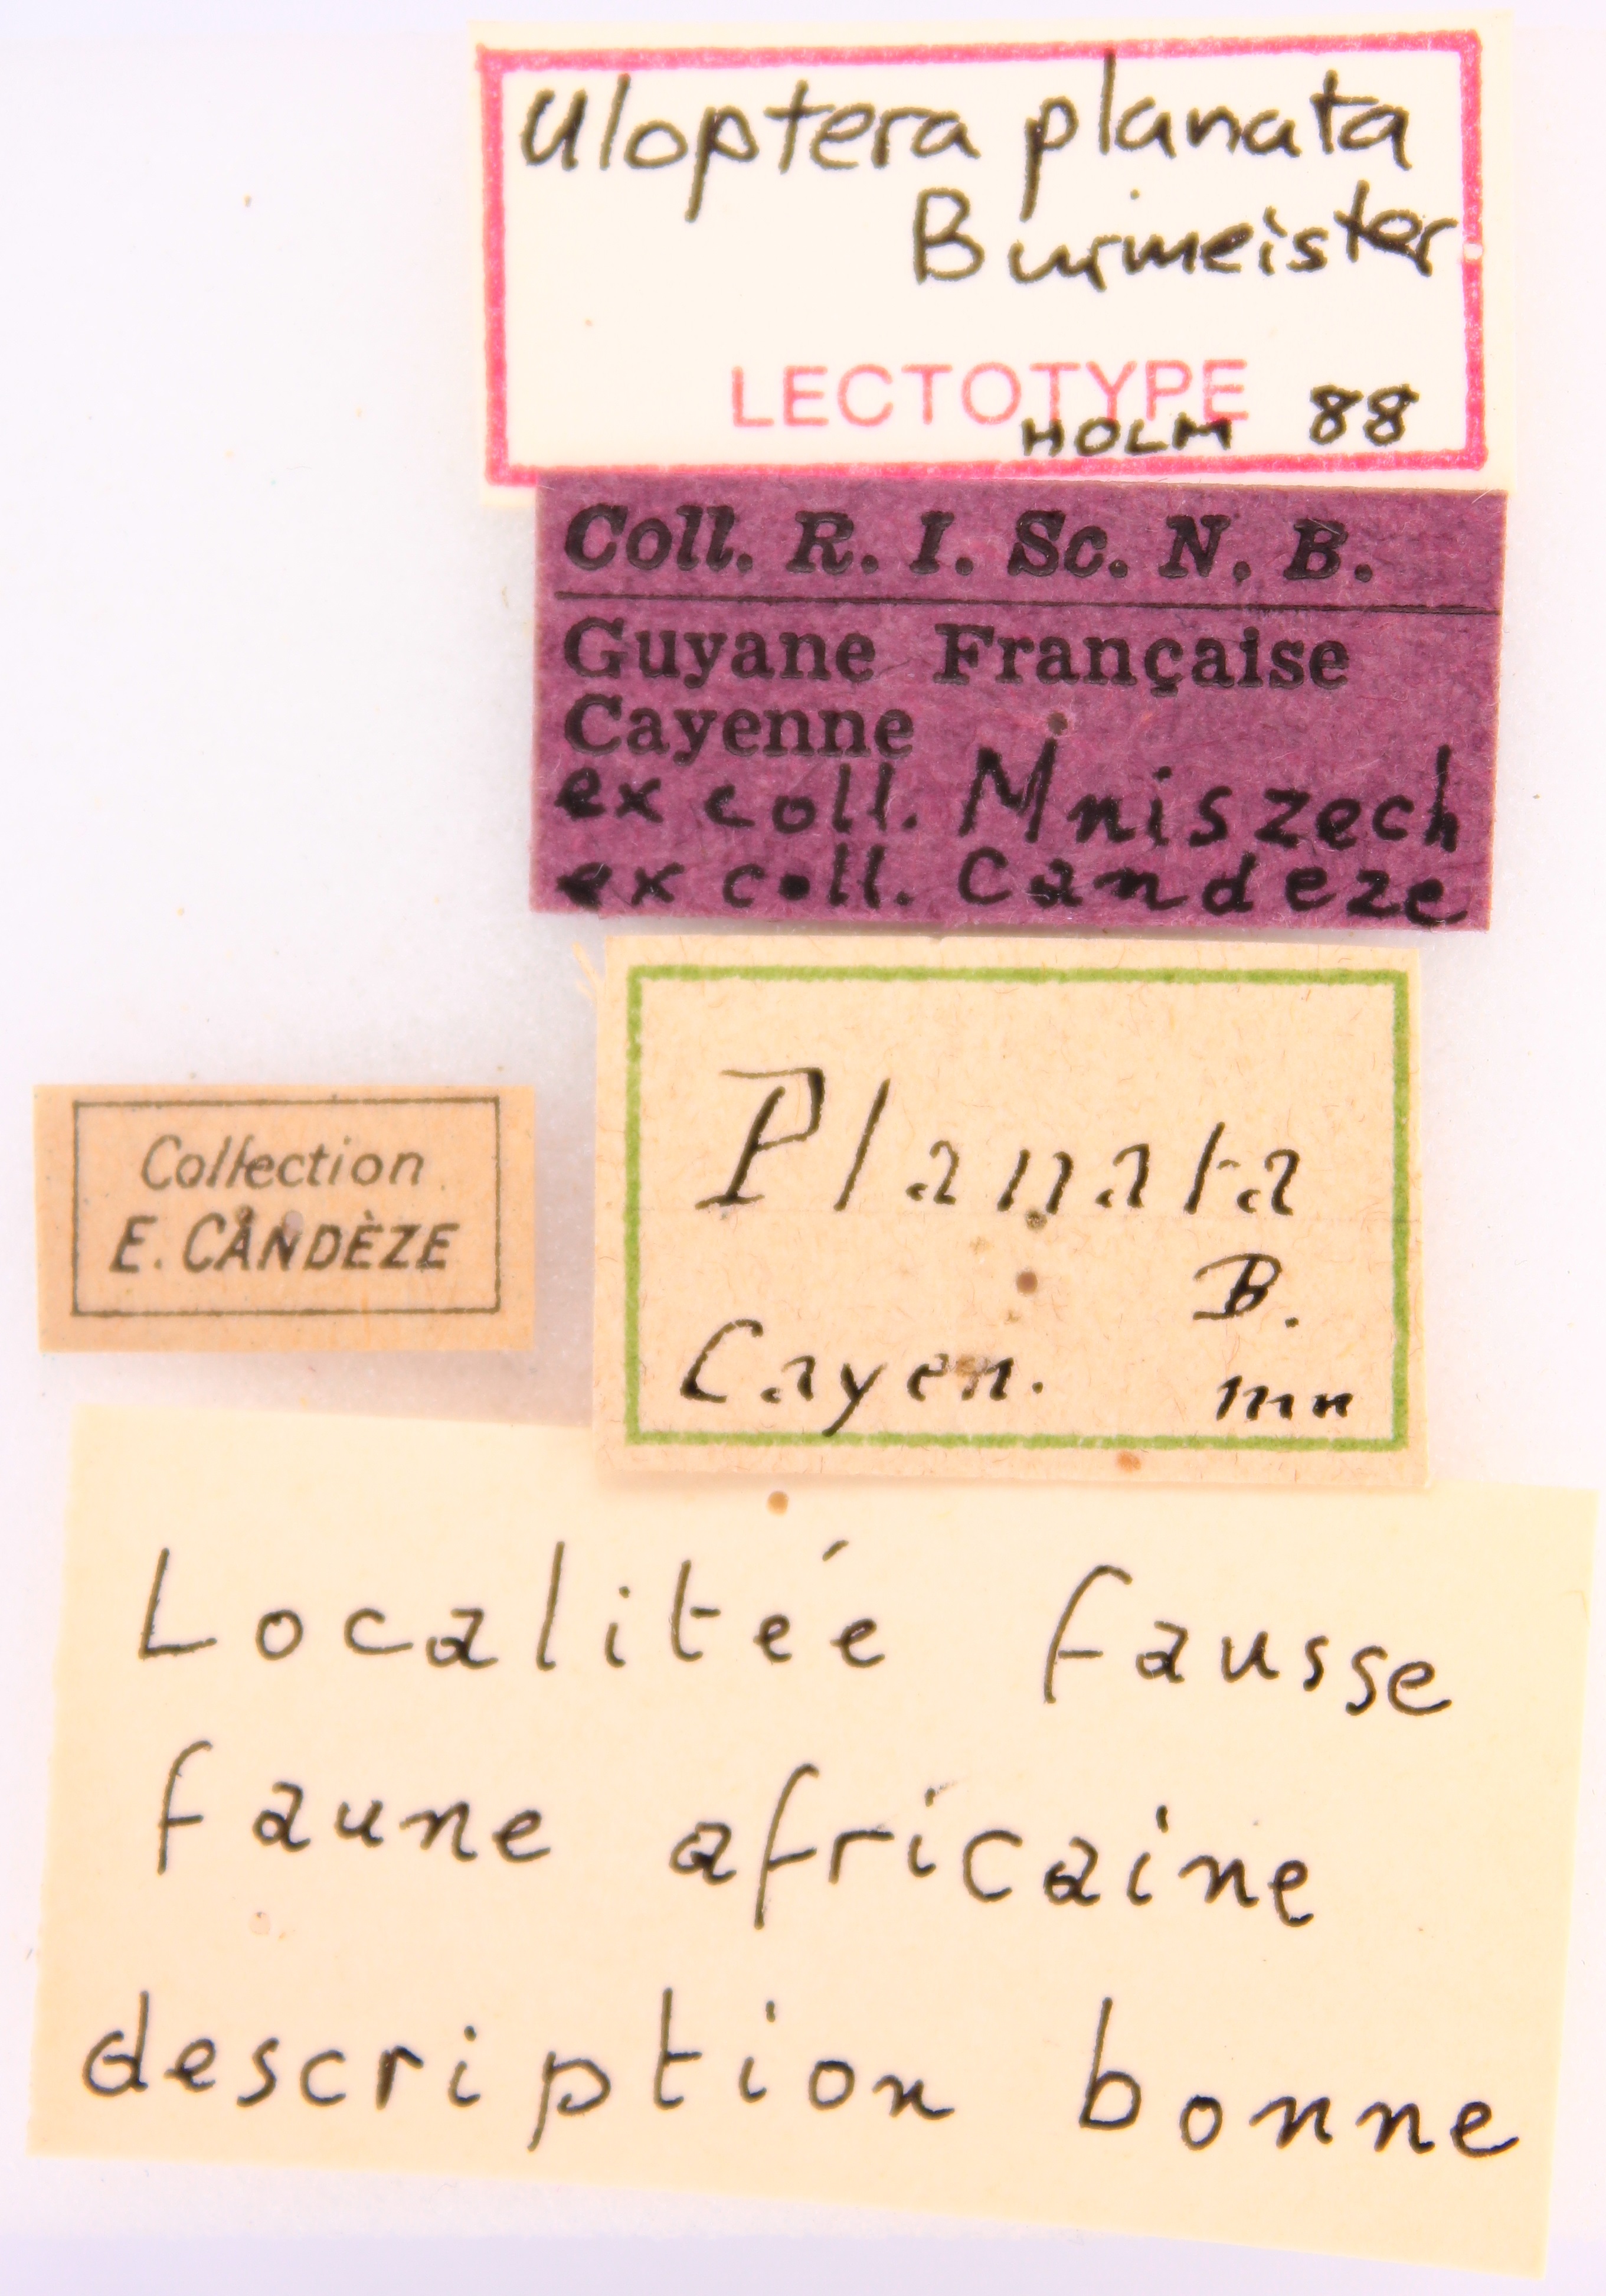 Uloptera planata
Burmeister
LECTOTYPE
HOLM 88
Coll. R. I. Sc. N. B.
Guyane Française
Cayenne
ex coll. Mniszech
ex coll. Candeze
Collection
E. CANDÈZE
Planata
B.
Cayen. mn
Localitée fausse
faune africaine
description bonne